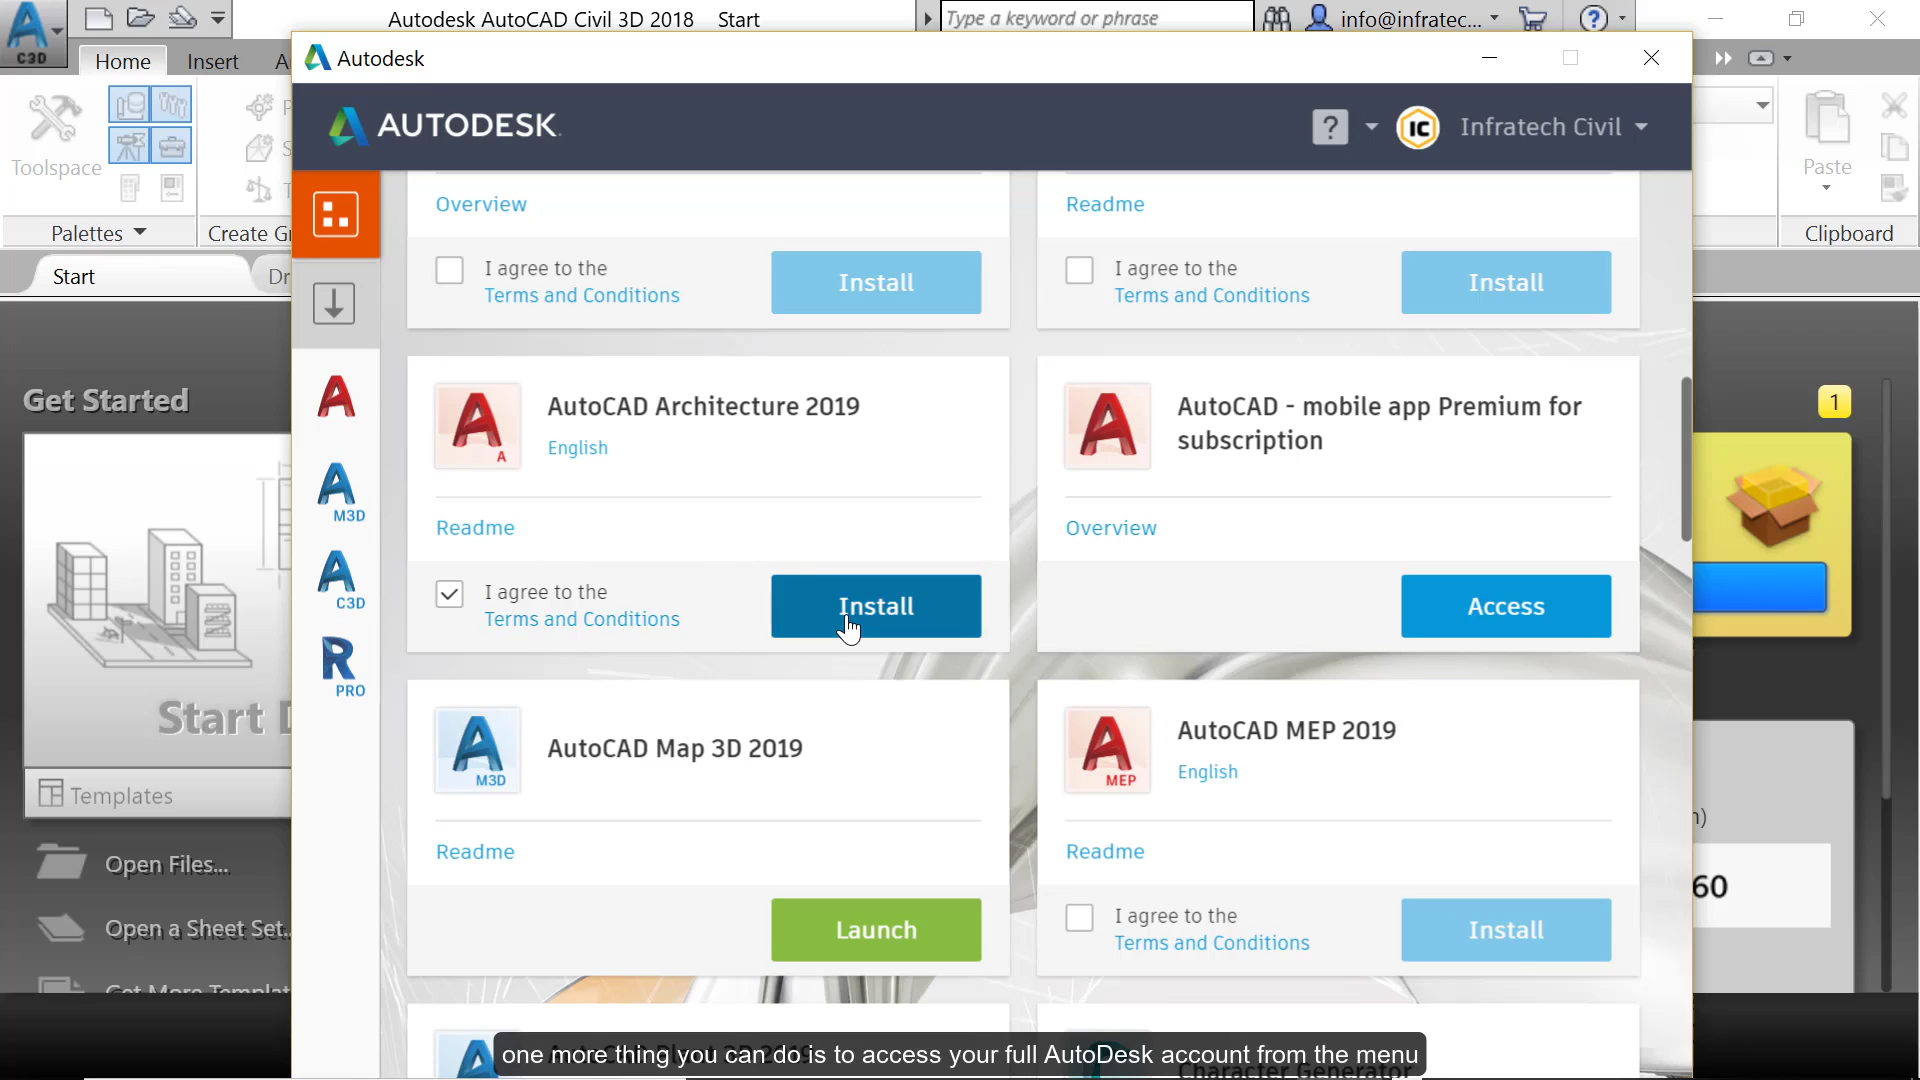 Autodesk AutoCAD Civil 3D 2018 Start
Type a keyword or phrase
info@infratec...
C3D
Home
Insert
Autodesk
AUTODESK
Infratech Civil
IC
Toolspace
Palettes
Create
Paste
Clipboard
Start
Overview
Readme
I agree to the
Terms and Conditions
Install
I agree to the
Terms and Conditions
Install
Get Started
1
AutoCAD Architecture 2019
English
Readme
I agree to the
Terms and Conditions
Install
AutoCAD - mobile app Premium for
subscription
Overview
Access
M3D
C3D
PRO
Start
Templates
Open Files...
Open a Sheet Set...
Get More
AutoCAD Map 3D 2019
M3D
Readme
Launch
AutoCAD MEP 2019
MEP
English
Readme
I agree to the
Terms and Conditions
Install
60
one more thing you can do is to access your full AutoDesk account from the menu
Character Generator